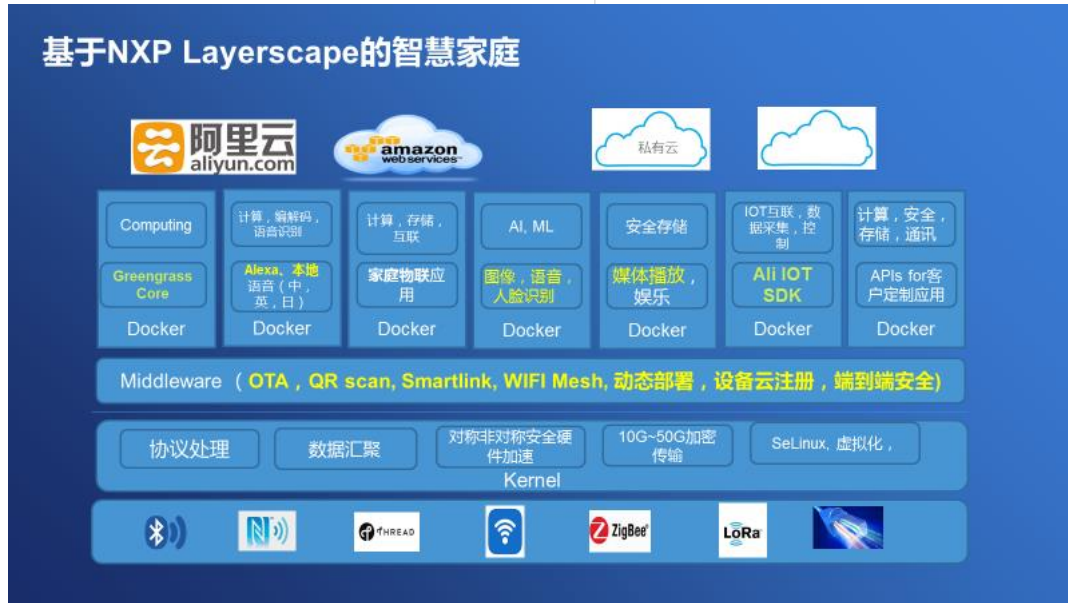 基于NXP Layerscape的智慧家庭
阿里云
aliyun.com
amazon
webservices™
私有云
Computing
Greengrass
Core
Docker
计算，编解码，
语音识别
Alexa、本地
语音（中，
英，日）
Docker
计算，存储，
互联
家庭物联应
用
Docker
AI, ML
图像，语音，
人脸识别
Docker
安全存储
媒体播放，
娱乐
Docker
IOT互联，数
据采集，控
制
Ali IOT
SDK
Docker
计算，安全，
存储，通讯
APIs for客
户定制应用
Docker
Middleware （OTA，QR scan, Smartlink, WIFI Mesh, 动态部署，设备云注册，端到端安全)
协议处理
数据汇聚
对称非对称安全硬
件加速
10G~50G加密
传输
SeLinux, 虚拟化，
Kernel
THREAD
ZigBee®
LoRa